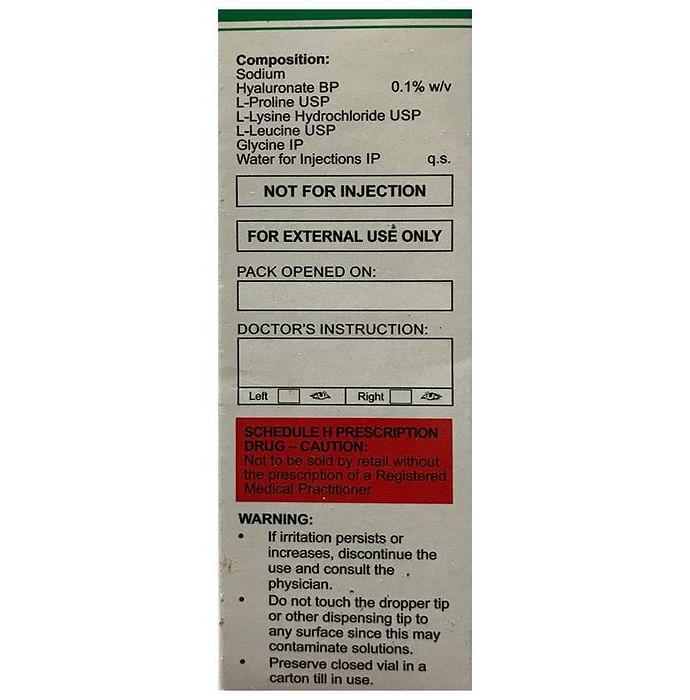 Composition:
Sodium
Hyaluronate BP 0.1% w/v
L-Proline USP
L-Lysine Hydrochloride USP
L-Leucine USP
Glycine IP
Water for Injections IP q.s.
NOT FOR INJECTION
FOR EXTERNAL USE ONLY
PACK OPENED ON:
DOCTOR'S INSTRUCTION:
Left Right
SCHEDULE H PRESCRIPTION
DRUG – CAUTION:
Not to be sold by retail without
the prescription of a Registered
Medical Practitioner.
WARNING:
• If irritation persists or
increases, discontinue the
use and consult the
physician.
• Do not touch the dropper tip
or other dispensing tip to
any surface since this may
contaminate solutions.
• Preserve closed vial in a
carton till in use.